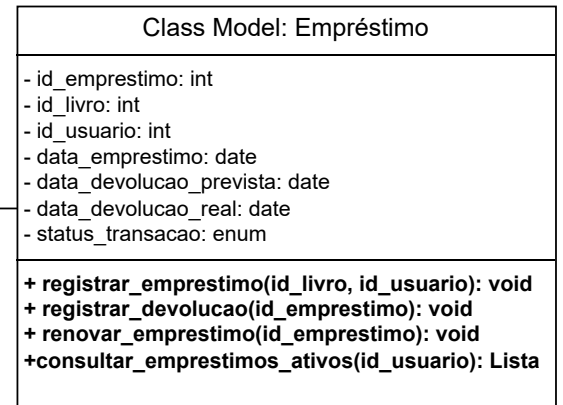 Class Model: Empréstimo
- id_emprestimo: int
- id_livro: int
- id_usuario: int
- data_emprestimo: date
- data_devolucao_prevista: date
- data_devolucao_real: date
- status_transacao: enum
+ registrar_emprestimo(id_livro, id_usuario): void
+ registrar_devolucao(id_emprestimo): void
+ renovar_emprestimo(id_emprestimo): void
+consultar_emprestimos_ativos(id_usuario): Lista